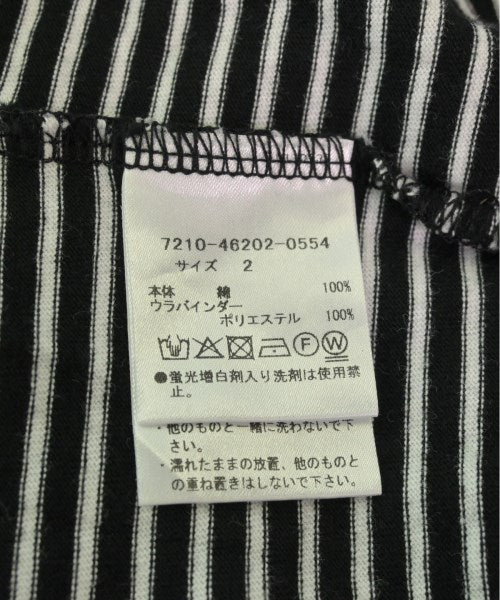 7210-46202-0554
サイズ 2
本体 綿 100%
ウラバインダー
ポリエステル 100%
F W
●蛍光増白剤入り洗剤は使用禁
止。
・他のものと一緒に洗わないで下
さい。
・濡れたままの放置、他のものと
の重ね置きはしないで下さい。